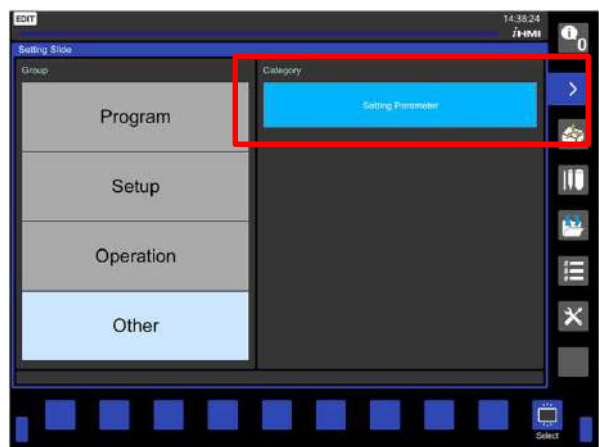 EDIT
14:38:24
iHMI
0
Setting Slide
Group
Category
Program
Setting Parameter
Setup
Operation
Other
Select